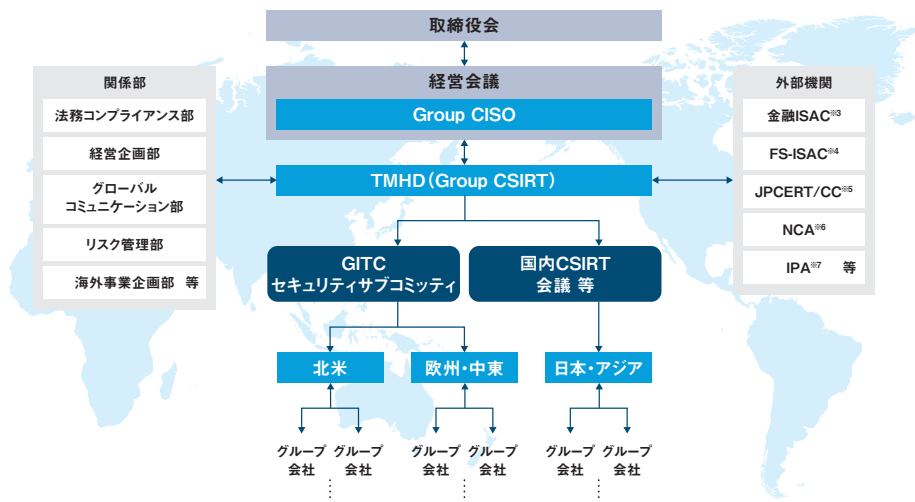 取締役会
経営会議
Group CISO
TMHD（Group CSIRT）
関係部
法務コンプライアンス部
経営企画部
グローバル
コミュニケーション部
リスク管理部
海外事業企画部 等
外部機関
金融ISAC※3
FS-ISAC※4
JPCERT/CC※5
NCA※6
IPA※7 等
GITC
セキュリティサブコミッティ
国内CSIRT
会議 等
北米
欧州・中東
日本・アジア
グループ
会社
グループ
会社
グループ
会社
グループ
会社
グループ
会社
グループ
会社